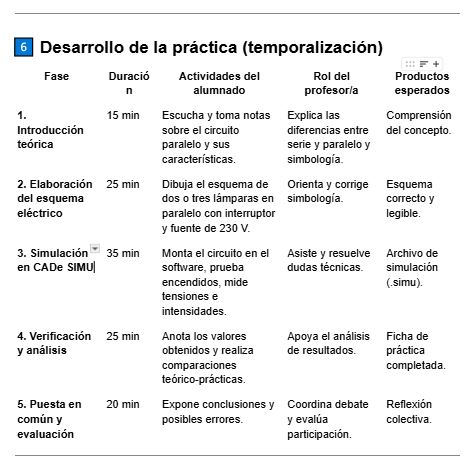 6 Desarrollo de la práctica (temporalización)
Fase Duració Actividades del Rol del Productos
n alumnado profesor/a esperados
1. 15 min Escucha y toma notas Explica las Comprensión
Introducción sobre el circuito diferencias entre del concepto.
teórica paralelo y sus serie y paralelo y
características. simbología.
2. Elaboración 25 min Dibuja el esquema de Orienta y corrige Esquema
del esquema dos o tres lámparas en simbología. correcto y
eléctrico paralelo con interruptor legible.
y fuente de 230 V.
3. Simulación 35 min Monta el circuito en el Asiste y resuelve Archivo de
en CADe SIMU software, prueba dudas técnicas. simulación
encendidos, mide (.simu).
tensiones e
intensidades.
4. Verificación 25 min Anota los valores Apoya el análisis Ficha de
y análisis obtenidos y realiza de resultados. práctica
comparaciones completada.
teórico-prácticas.
5. Puesta en 20 min Expone conclusiones y Coordina debate Reflexión
común y posibles errores. y evalúa colectiva.
evaluación participación.